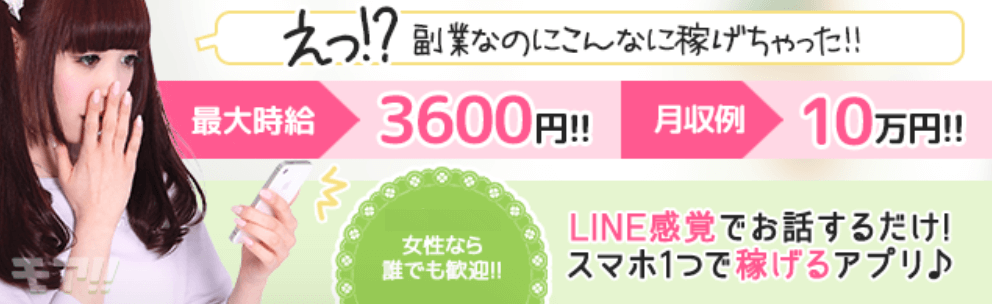 えっ!?副業なのにこんなに稼げちゃった!!
最大時給 3600円!! 月収例 10万円!!
女性なら
誰でも歓迎!!
LINE感覚でお話するだけ!
スマホ1つで稼げるアプリ♪
モア!!